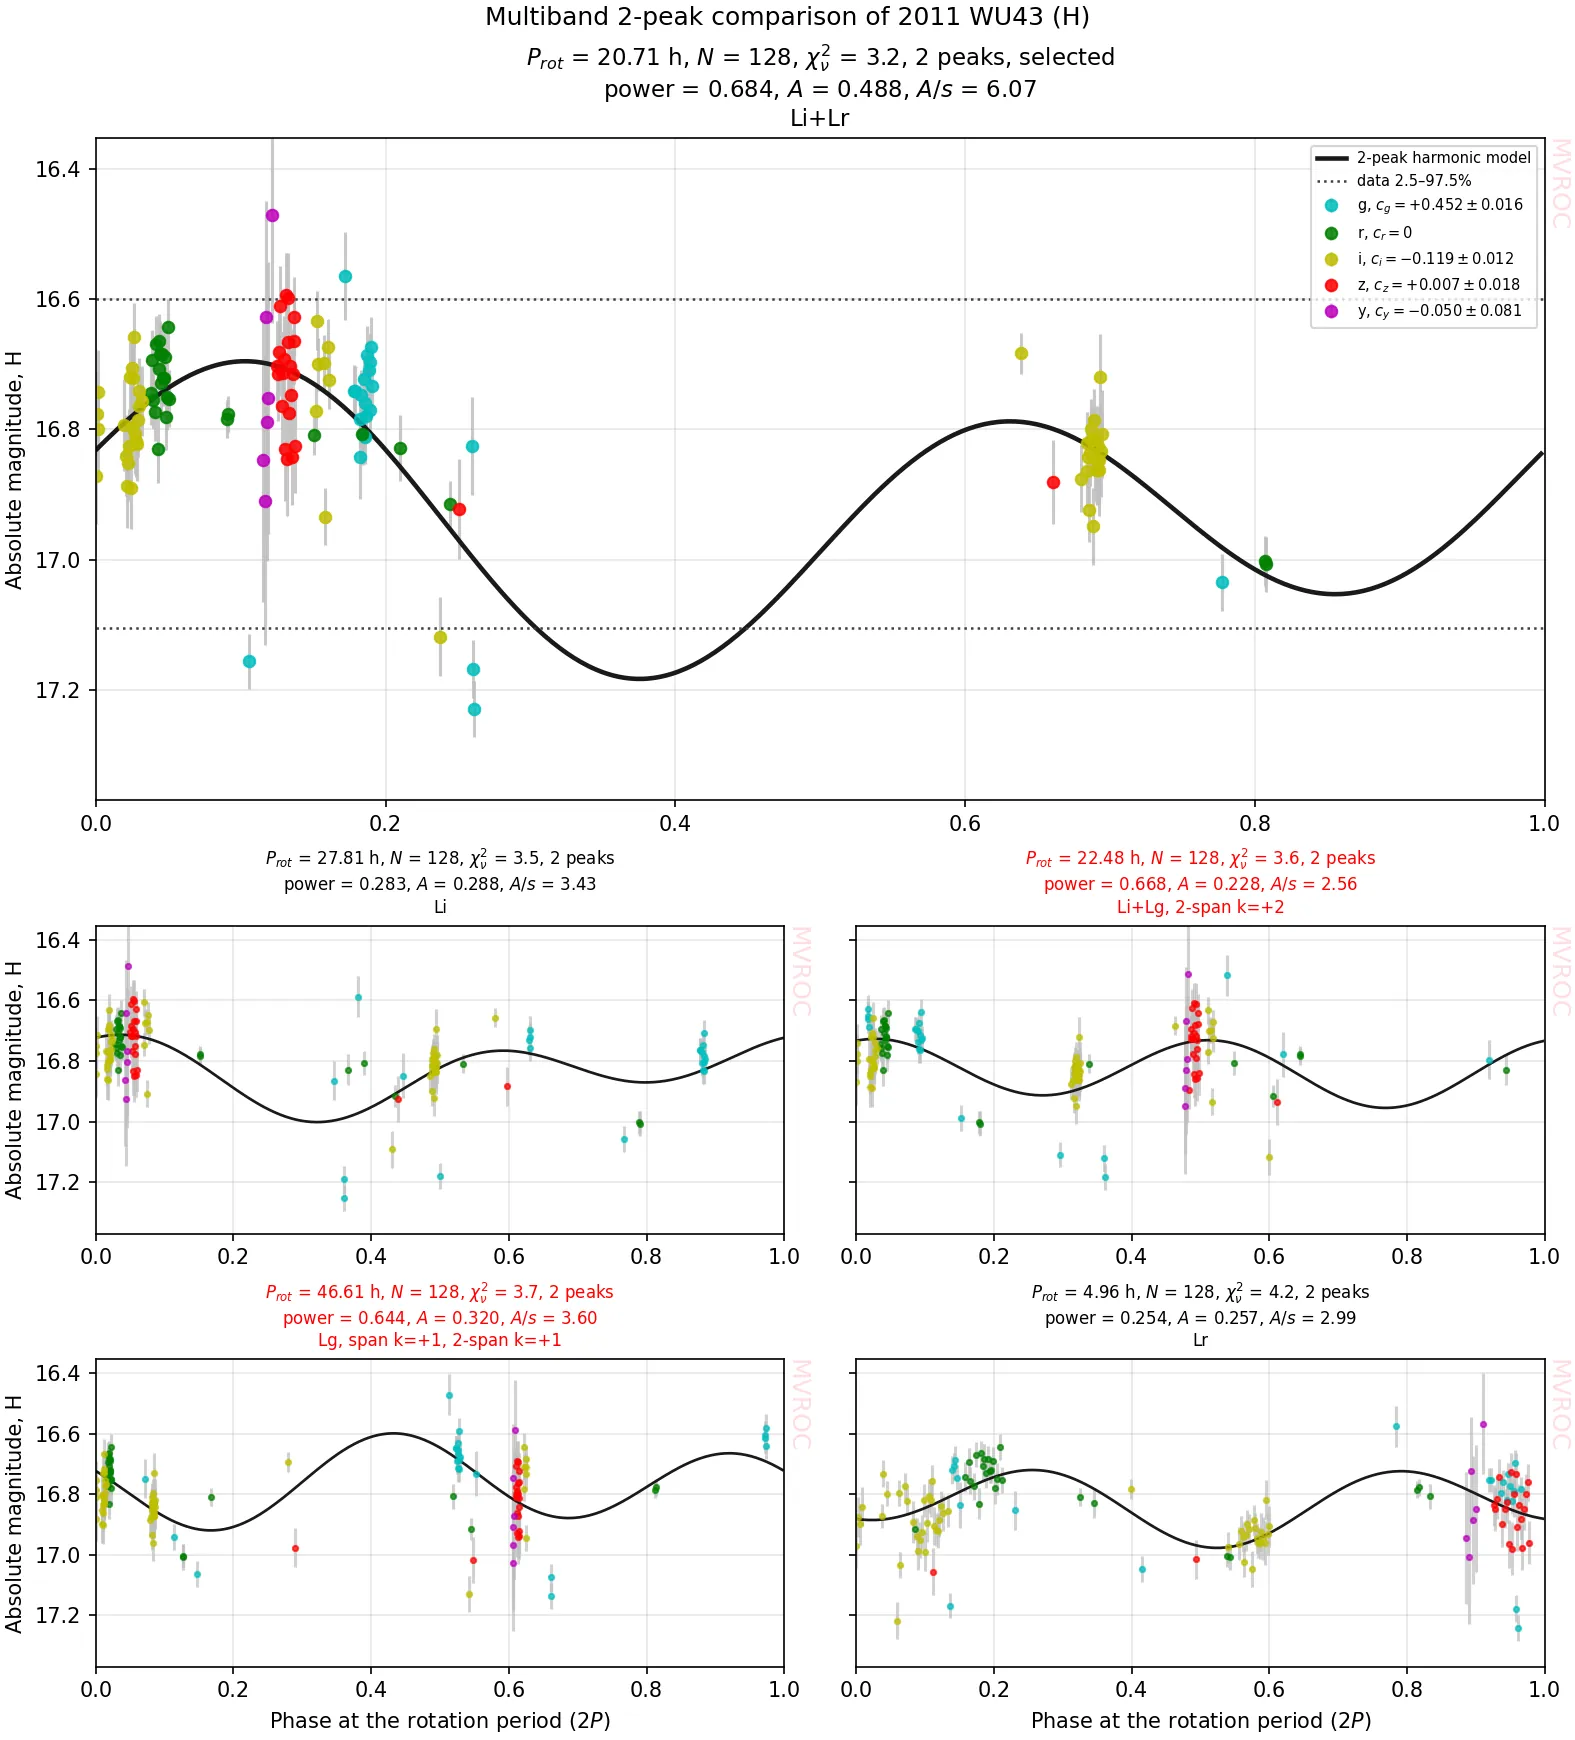 Multiband 2-peak comparison of 2011 WU43 (H)
P_rot = 20.71 h, N = 128, χ²_ν = 3.2, 2 peaks, selected
power = 0.684, A = 0.488, A/s = 6.07
Li+Lr
Absolute magnitude, H
16.4
16.6
16.8
17.0
17.2
0.0 0.2 0.4 0.6 0.8 1.0
2-peak harmonic model
data 2.5–97.5%
g, c_g = +0.452 ± 0.016
r, c_r = 0
i, c_i = −0.119 ± 0.012
z, c_z = +0.007 ± 0.018
y, c_y = −0.050 ± 0.081
MVROC
P_rot = 27.81 h, N = 128, χ²_ν = 3.5, 2 peaks
power = 0.283, A = 0.288, A/s = 3.43
Li
Absolute magnitude, H
16.4
16.6
16.8
17.0
17.2
0.0 0.2 0.4 0.6 0.8 1.0
MVROC
P_rot = 22.48 h, N = 128, χ²_ν = 3.6, 2 peaks
power = 0.668, A = 0.228, A/s = 2.56
Li+Lg, 2-span k=+2
0.0 0.2 0.4 0.6 0.8 1.0
MVROC
P_rot = 46.61 h, N = 128, χ²_ν = 3.7, 2 peaks
power = 0.644, A = 0.320, A/s = 3.60
Lg, span k=+1, 2-span k=+1
Absolute magnitude, H
16.4
16.6
16.8
17.0
17.2
0.0 0.2 0.4 0.6 0.8 1.0
Phase at the rotation period (2P)
MVROC
P_rot = 4.96 h, N = 128, χ²_ν = 4.2, 2 peaks
power = 0.254, A = 0.257, A/s = 2.99
Lr
0.0 0.2 0.4 0.6 0.8 1.0
Phase at the rotation period (2P)
MVROC